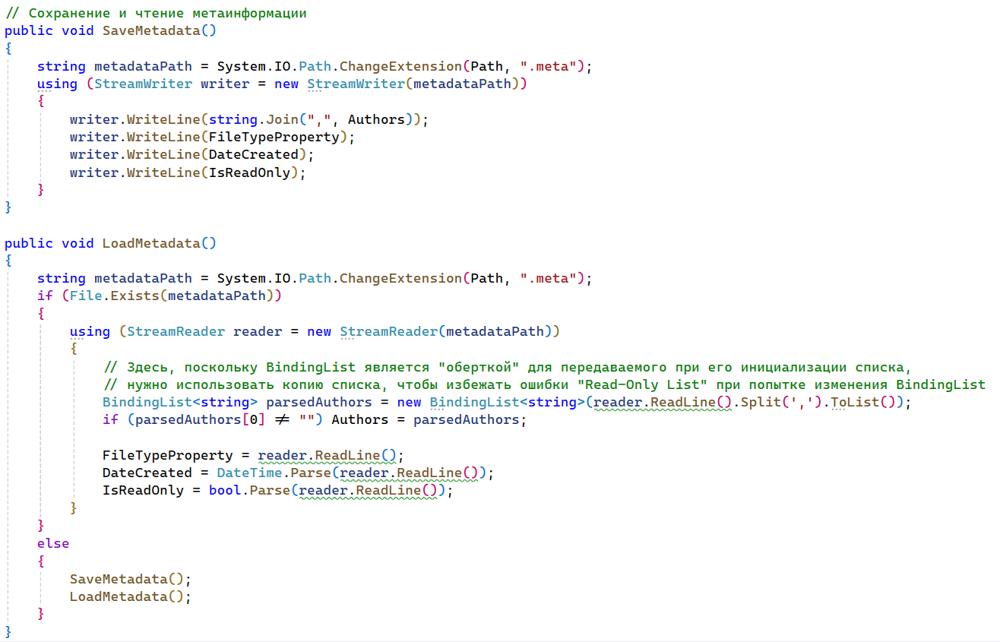 // Сохранение и чтение метаинформации
public void SaveMetadata()
{
    string metadataPath = System.IO.Path.ChangeExtension(Path, ".meta");
    using (StreamWriter writer = new StreamWriter(metadataPath))
    {
        writer.WriteLine(string.Join(",", Authors));
        writer.WriteLine(FileTypeProperty);
        writer.WriteLine(DateCreated);
        writer.WriteLine(IsReadOnly);
    }
}

public void LoadMetadata()
{
    string metadataPath = System.IO.Path.ChangeExtension(Path, ".meta");
    if (File.Exists(metadataPath))
    {
        using (StreamReader reader = new StreamReader(metadataPath))
        {
            // Здесь, поскольку BindingList является "оберткой" для передаваемого при его инициализации списка,
            // нужно использовать копию списка, чтобы избежать ошибки "Read-Only List" при попытке изменения BindingList
            BindingList<string> parsedAuthors = new BindingList<string>(reader.ReadLine().Split(',').ToList());
            if (parsedAuthors[0] ≠ "") Authors = parsedAuthors;

            FileTypeProperty = reader.ReadLine();
            DateCreated = DateTime.Parse(reader.ReadLine());
            IsReadOnly = bool.Parse(reader.ReadLine());
        }
    }
    else
    {
        SaveMetadata();
        LoadMetadata();
    }
}